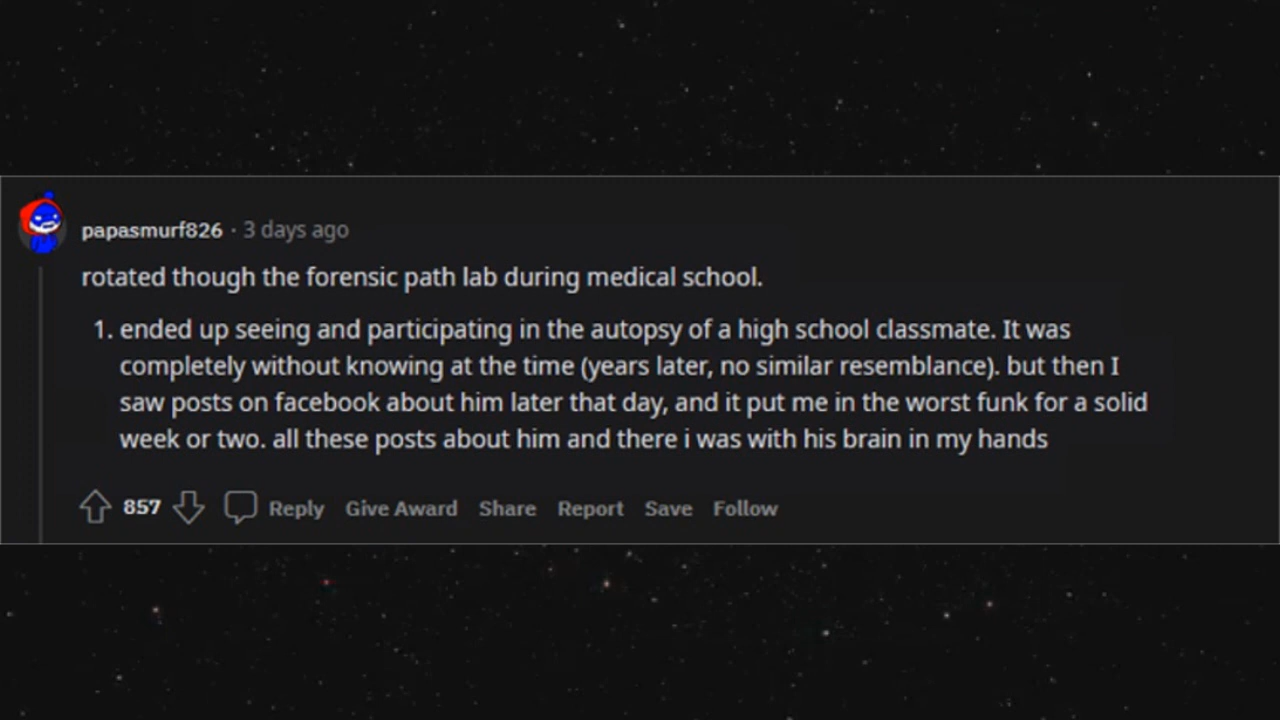 papasmurf826 · 3 days ago
rotated though the forensic path lab during medical school.
1. ended up seeing and participating in the autopsy of a high school classmate. It was
completely without knowing at the time (years later, no similar resemblance). but then I
saw posts on facebook about him later that day, and it put me in the worst funk for a solid
week or two. all these posts about him and there i was with his brain in my hands
857 Reply Give Award Share Report Save Follow